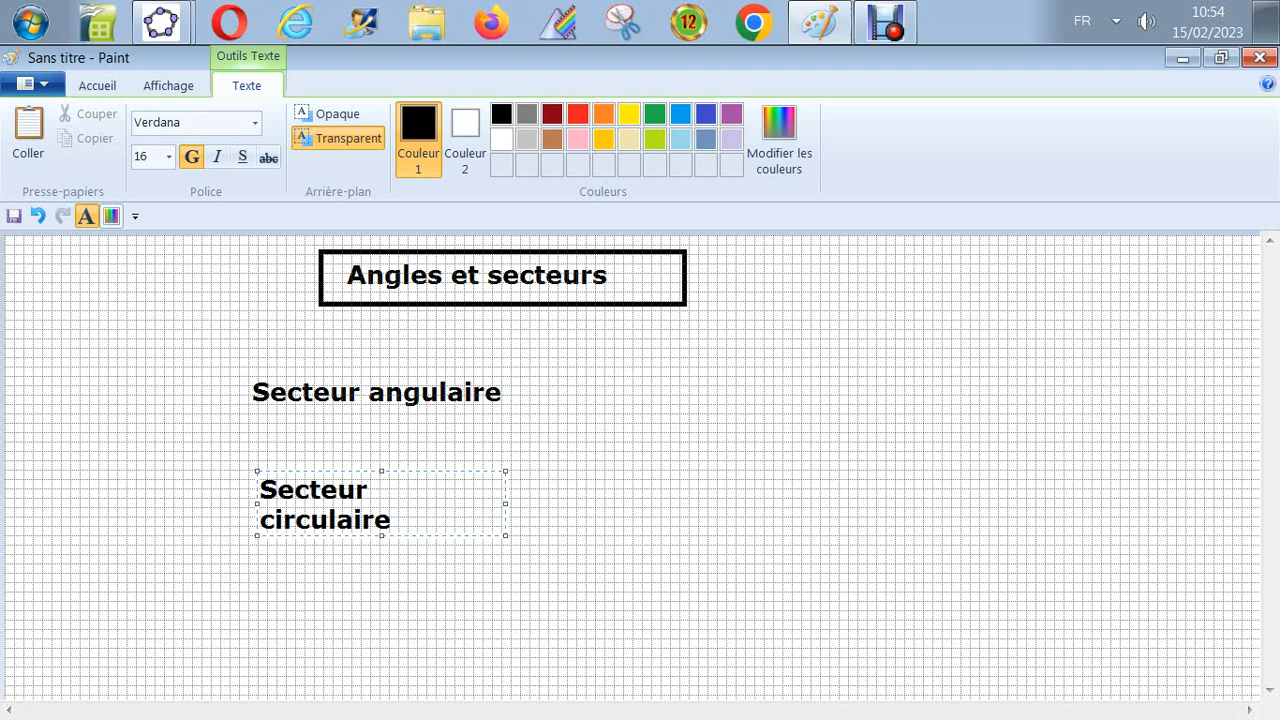 12
FR
10:54
15/02/2023
Sans titre - Paint
Outils Texte
Accueil
Affichage
Texte
Coller
Couper
Copier
Presse-papiers
Verdana
16
G I S abc
Police
Opaque
Transparent
Arrière-plan
Couleur
1
Couleur
2
Couleurs
Modifier les
couleurs
A
Angles et secteurs
Secteur angulaire
Secteur
circulaire